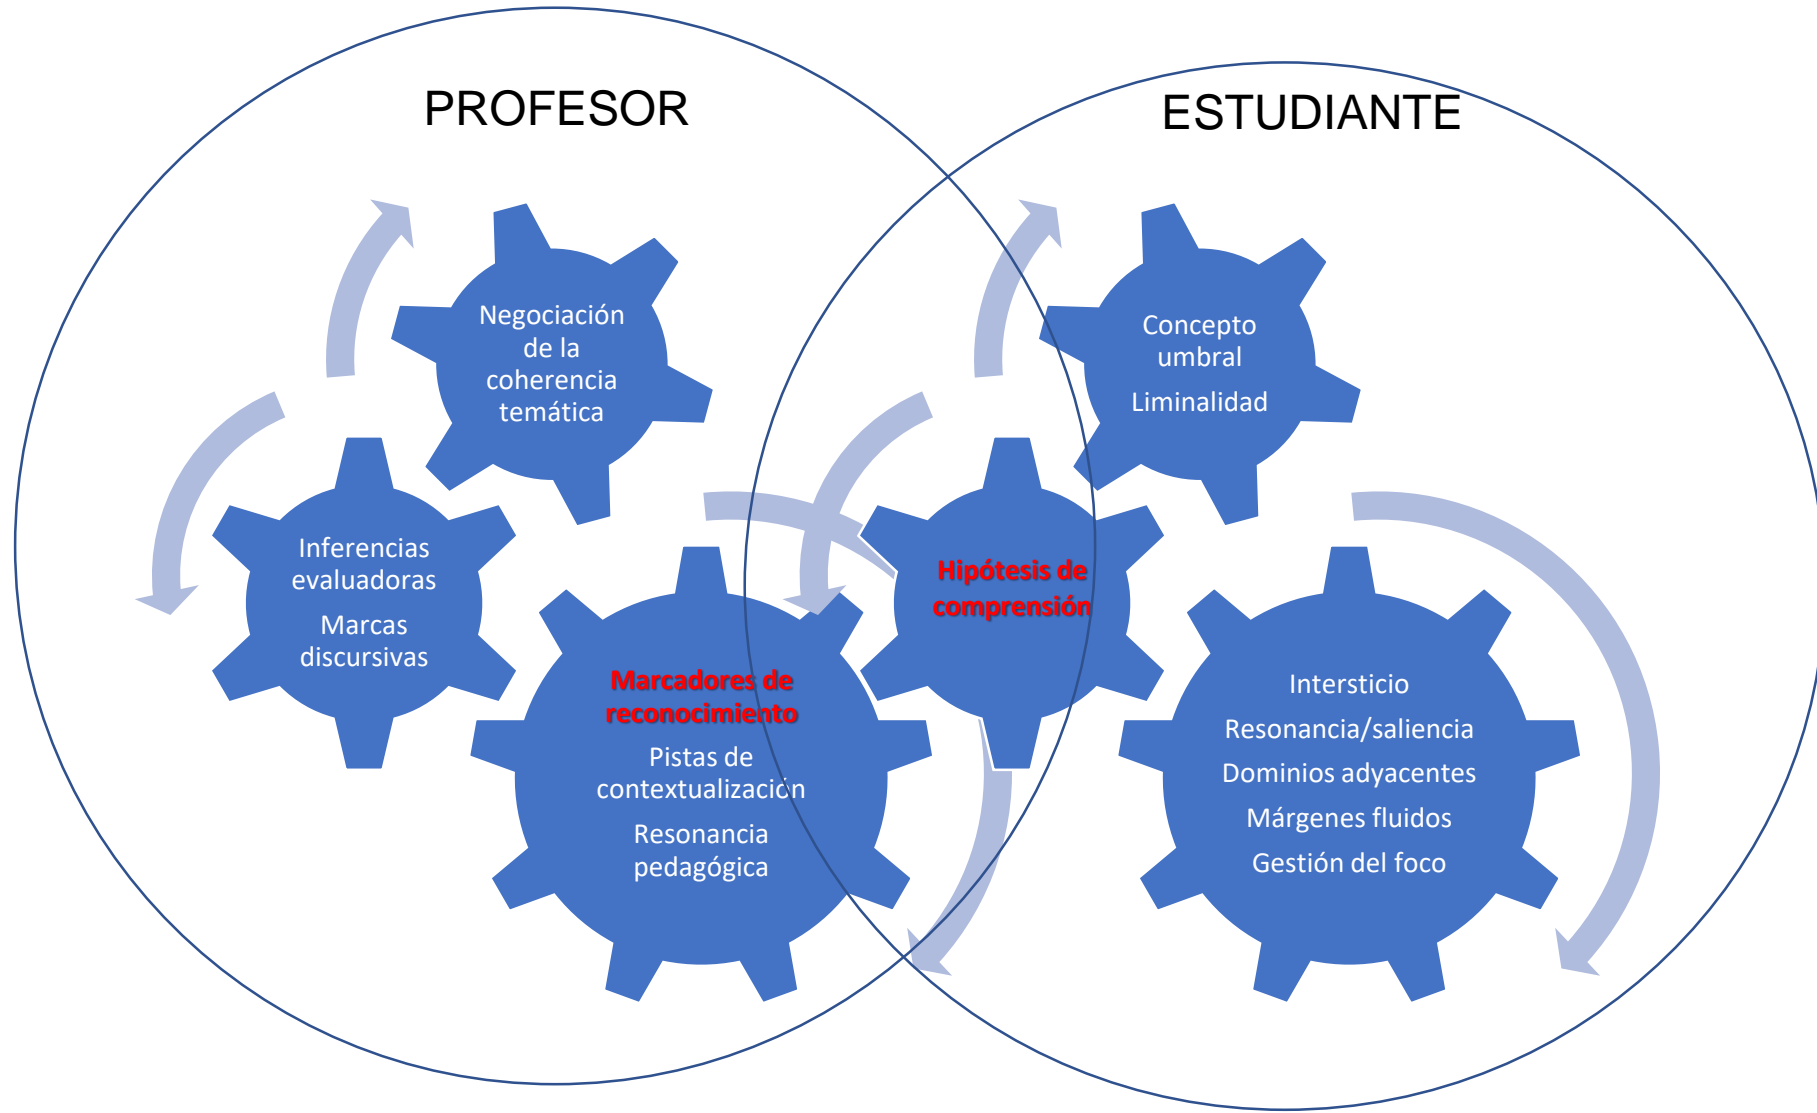 PROFESOR
Negociación
de la
coherencia
temática
Inferencias
evaluadoras
Marcas
discursivas
Marcadores de
reconocimiento
Pistas de
contextualización
Resonancia
pedagógica
ESTUDIANTE
Concepto
umbral
Liminalidad
Hipótesis de
comprensión
Intersticio
Resonancia/saliencia
Dominios adyacentes
Márgenes fluidos
Gestión del foco